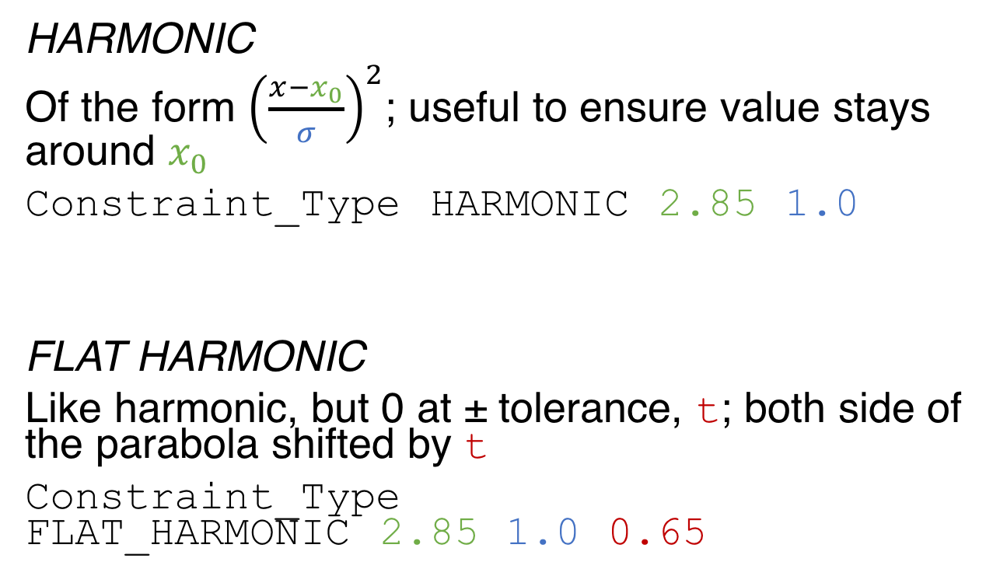 HARMONIC
Of the form $\left(\frac{x-x_0}{\sigma}\right)^2$; useful to ensure value stays
around $x_0$
Constraint_Type HARMONIC 2.85 1.0
FLAT HARMONIC
Like harmonic, but 0 at ± tolerance, t; both side of
the parabola shifted by t
Constraint_Type
FLAT_HARMONIC 2.85 1.0 0.65